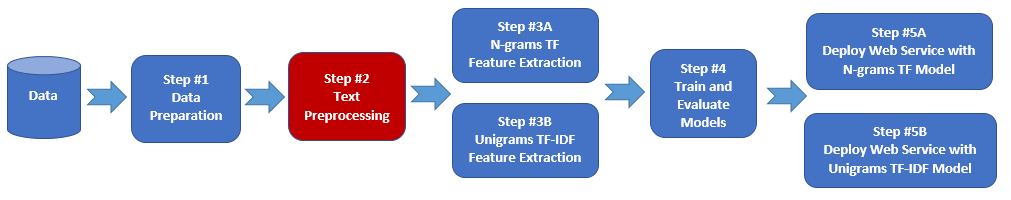 Data
Step #1
Data
Preparation
Step #2
Text
Preprocessing
Step #3A
N-grams TF
Feature Extraction
Step #3B
Unigrams TF-IDF
Feature Extraction
Step #4
Train and
Evaluate
Models
Step #5A
Deploy Web Service with
N-grams TF Model
Step #5B
Deploy Web Service with
Unigrams TF-IDF Model